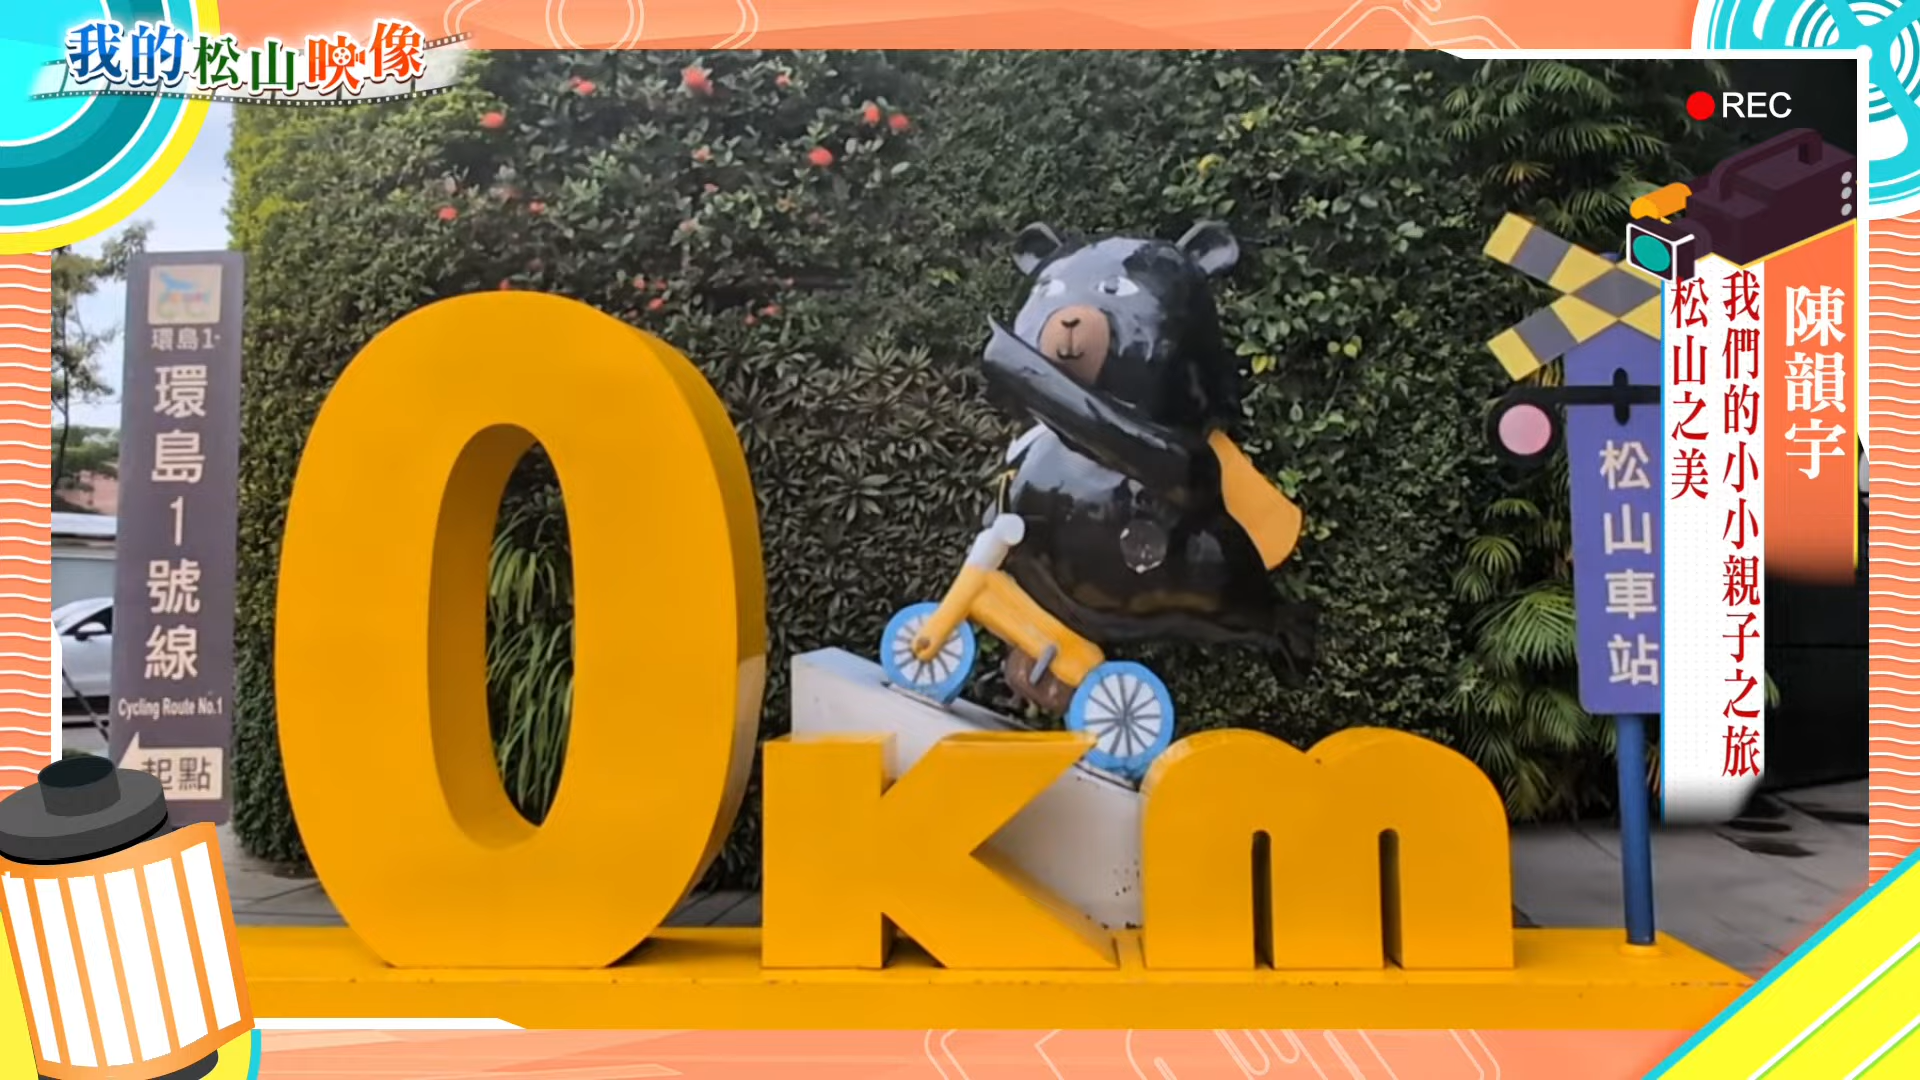 我的松山映像
REC
陳韻宇
我們的小小親子之旅
松山之美
環島1-
環島1號線
Cycling Route No.1
起點
0Km
松山車站